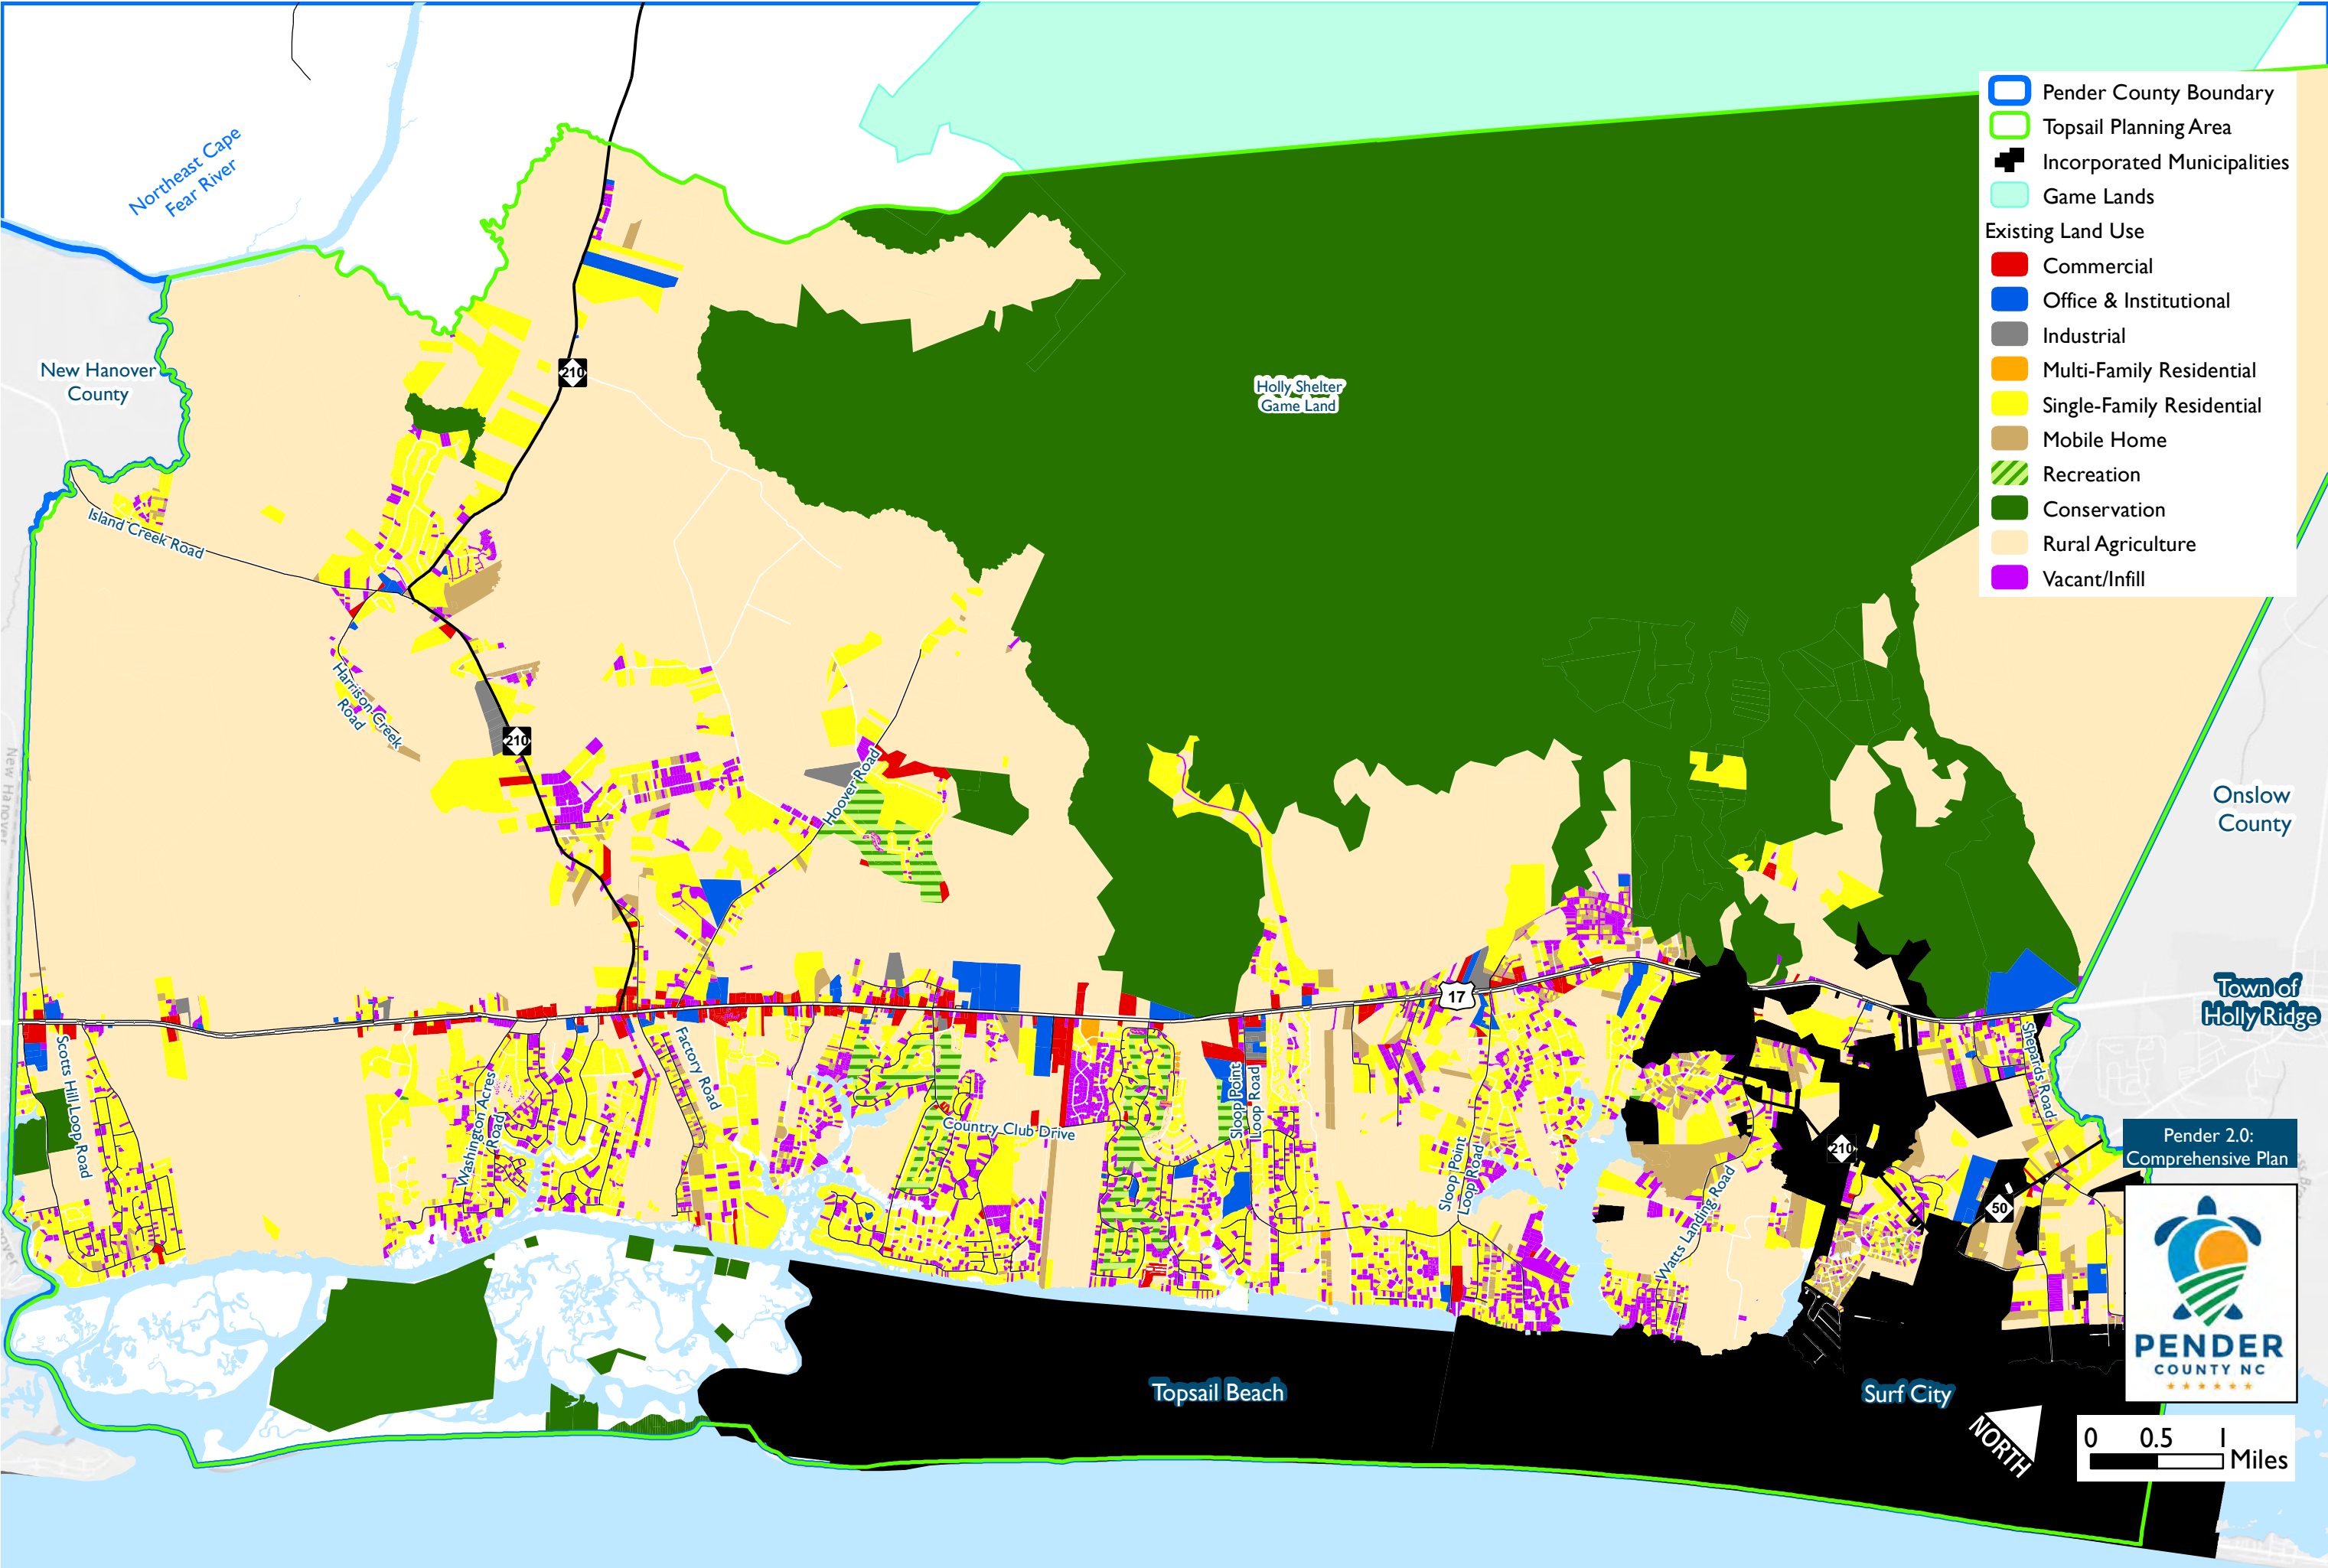 Pender County Boundary
Topsail Planning Area
Incorporated Municipalities
Game Lands
Existing Land Use
Commercial
Office & Institutional
Industrial
Multi-Family Residential
Single-Family Residential
Mobile Home
Recreation
Conservation
Rural Agriculture
Vacant/Infill
Northeast Cape
Fear River
New Hanover
County
210
Holly Shelter
Game Land
Island Creek Road
Harrison Creek
Road
210
Hoover Road
New Hanover
Onslow
County
17
Town of
Holly Ridge
Scotts Hill Loop Road
Washington Acres
Road
Factory Road
Country Club Drive
Sloop Point
Loop Road
Sloop Point
Loop Road
Watts Landing Road
Shepards Road
210
50
Pender 2.0:
Comprehensive Plan
PENDER
COUNTY NC
Topsail Beach
Surf City
NORTH
0 0.5 1
Miles